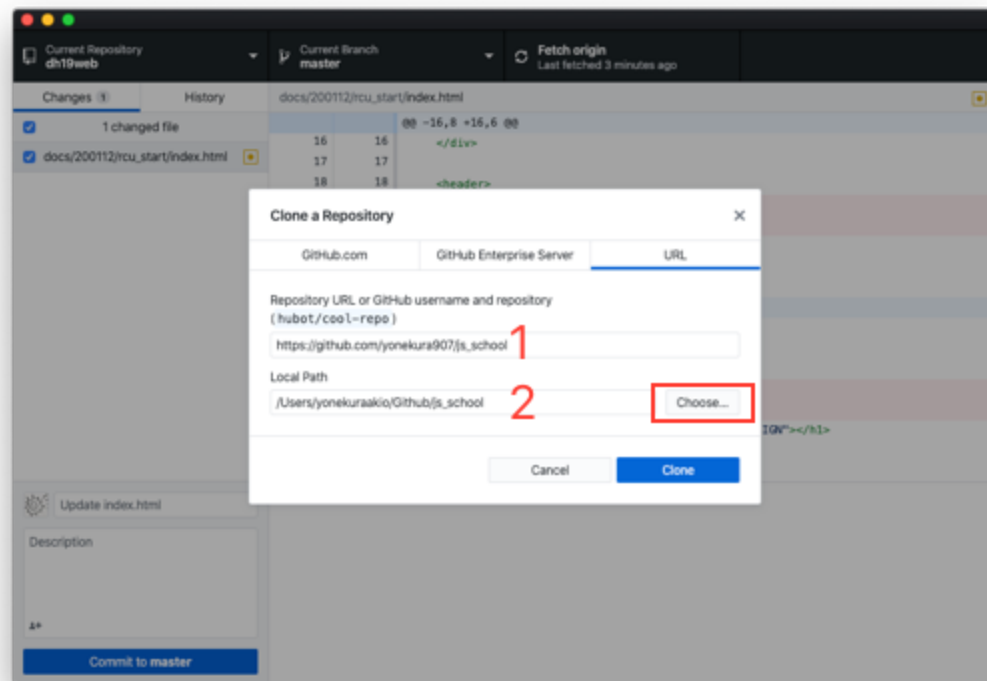 Current Repository
dh19web
Current Branch
master
Fetch origin
Last fetched 3 minutes ago
Changes 1
History
docs/200112/rcu_start/index.html
1 changed file
docs/200112/rcu_start/index.html
@@ -16,8 +16,6 @@
16 16 </div>
17 17
18 18 <header>
Clone a Repository
GitHub.com
GitHub Enterprise Server
URL
Repository URL or GitHub username and repository
(hubot/cool-repo)
https://github.com/yonekura907/js_school
1
Local Path
/Users/yonekuraakio/Github/js_school
2
Choose...
IGN"></h1>
Cancel
Clone
Update index.html
Description
Commit to master